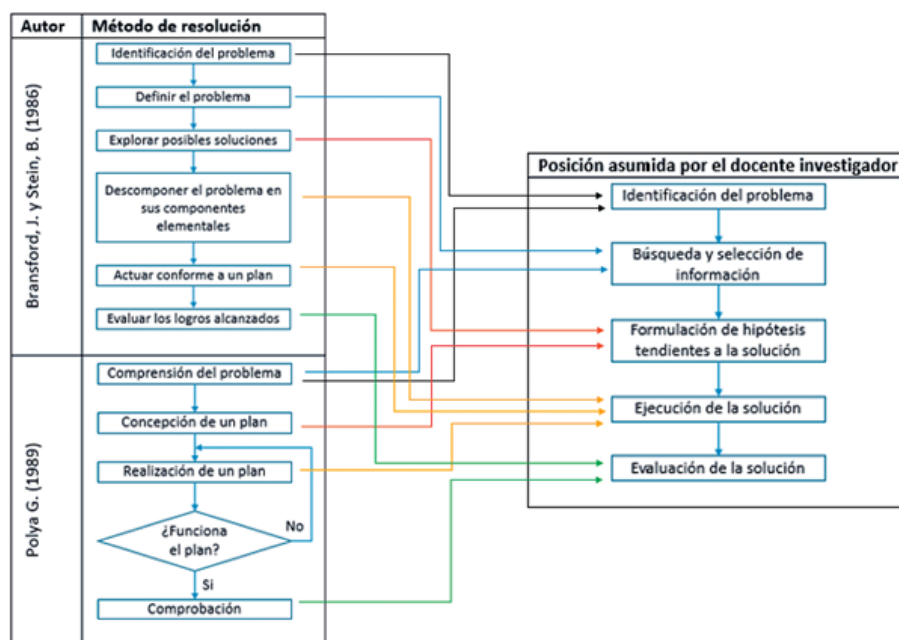 Autor
Método de resolución
Bransford, J. y Stein, B. (1986)
Identificación del problema
Definir el problema
Explorar posibles soluciones
Descomponer el problema en
sus componentes
elementales
Actuar conforme a un plan
Evaluar los logros alcanzados
Polya G. (1989)
Comprensión del problema
Concepción de un plan
Realización de un plan
¿Funciona
el plan?
No
Si
Comprobación
Posición asumida por el docente investigador
Identificación del problema
Búsqueda y selección de
información
Formulación de hipótesis
tendientes a la solución
Ejecución de la solución
Evaluación de la solución